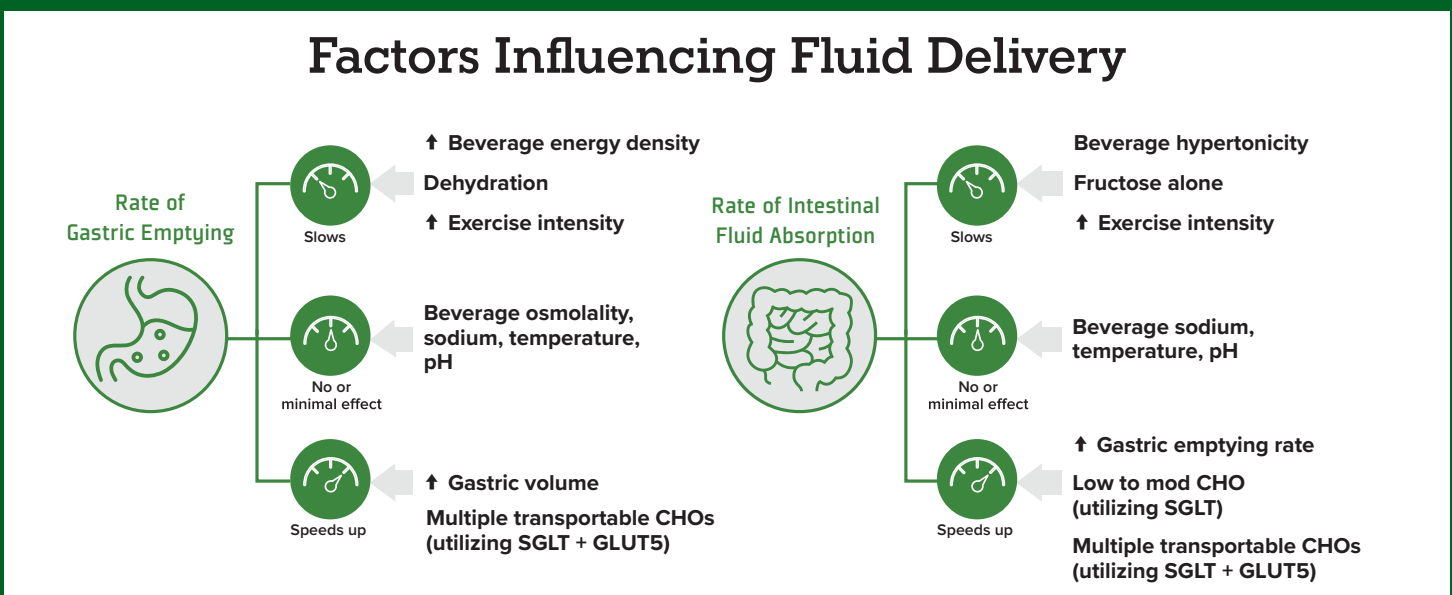 Factors Influencing Fluid Delivery
Rate of
Gastric Emptying
⬆ Beverage energy density
Dehydration
⬆ Exercise intensity
Slows
Beverage osmolality,
sodium, temperature,
pH
No or
minimal effect
⬆ Gastric volume
Multiple transportable CHOs
(utilizing SGLT + GLUT5)
Speeds up
Rate of Intestinal
Fluid Absorption
Beverage hypertonicity
Fructose alone
⬆ Exercise intensity
Slows
Beverage sodium,
temperature, pH
No or
minimal effect
⬆ Gastric emptying rate
Low to mod CHO
(utilizing SGLT)
Multiple transportable CHOs
(utilizing SGLT + GLUT5)
Speeds up